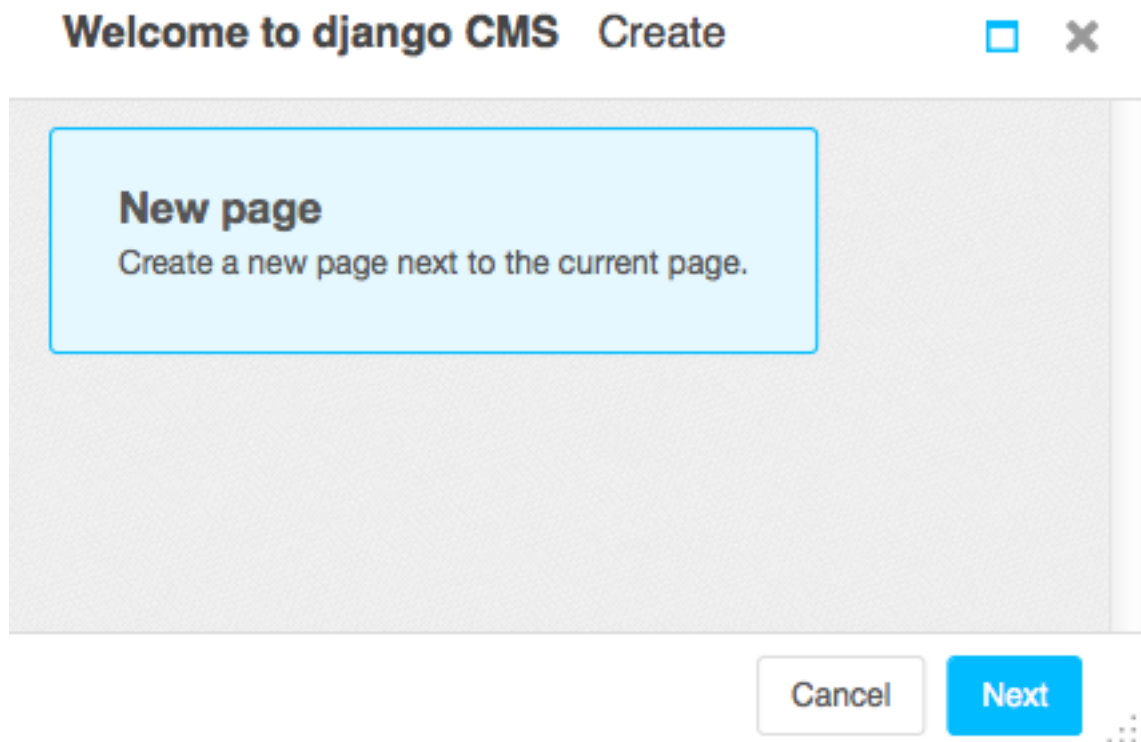 Welcome to django CMS Create
New page
Create a new page next to the current page.
Cancel Next